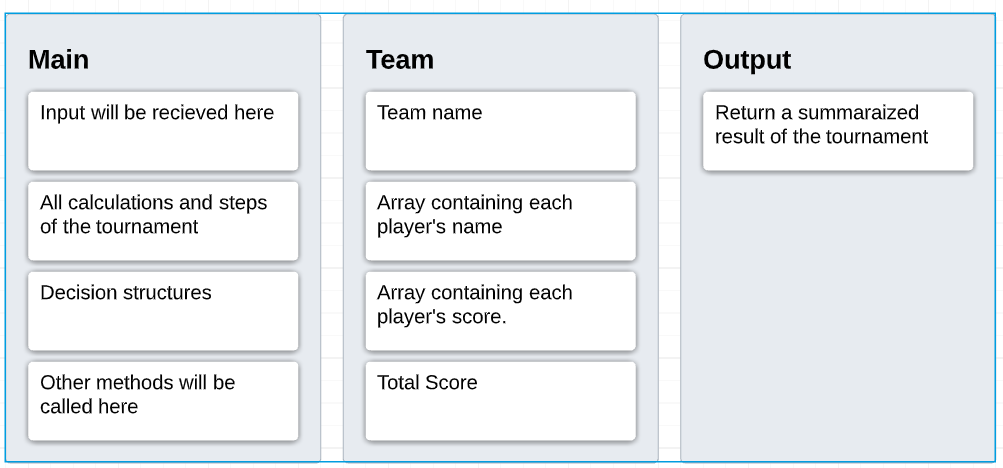 Main
Input will be recieved here
All calculations and steps
of the tournament
Decision structures
Other methods will be
called here
Team
Team name
Array containing each
player's name
Array containing each
player's score.
Total Score
Output
Return a summaraized
result of the tournament